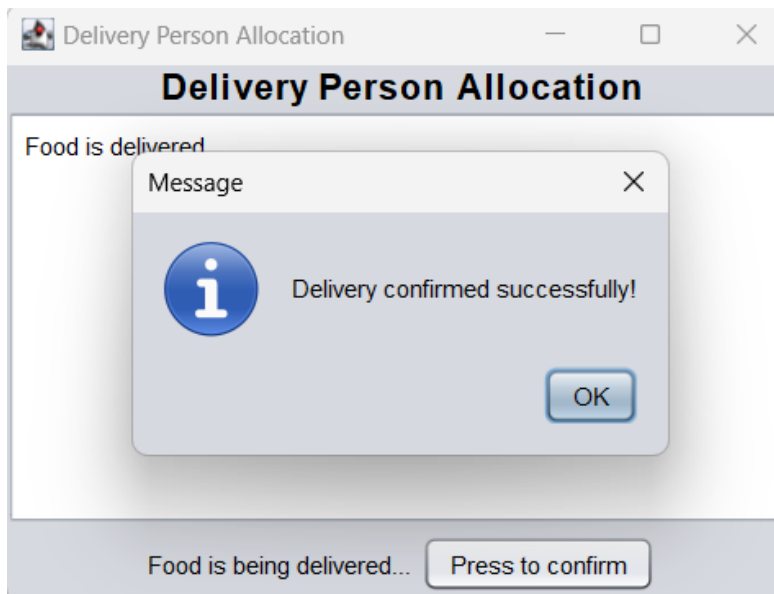 Delivery Person Allocation
Delivery Person Allocation
Food is delivered
Message
Delivery confirmed successfully!
OK
Food is being delivered... Press to confirm